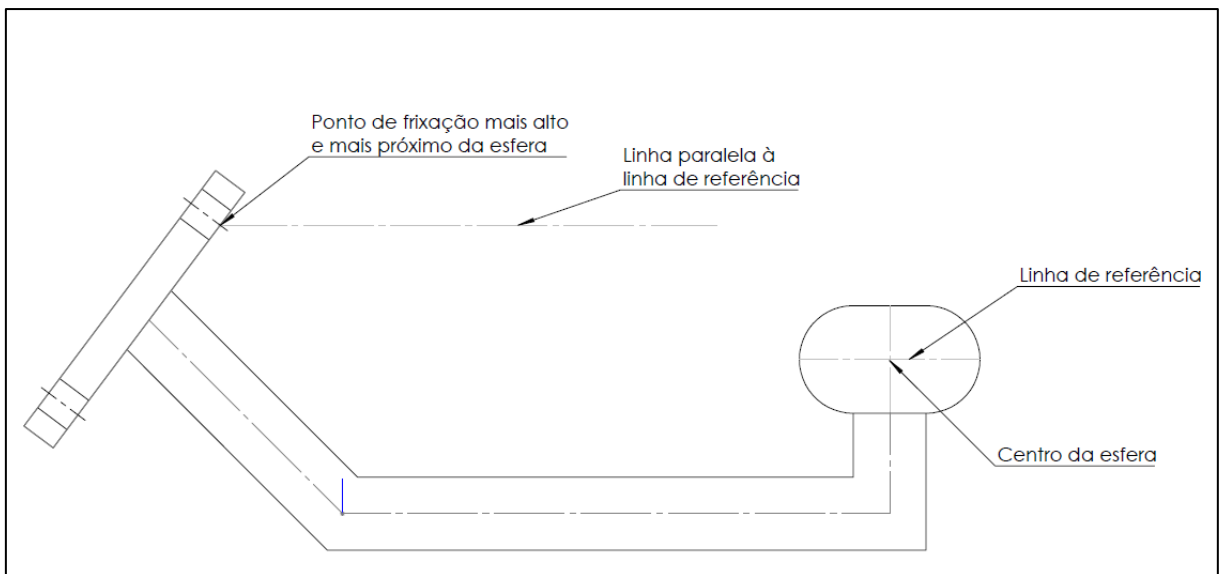 Ponto de frixação mais alto
e mais próximo da esfera
Linha paralela à
linha de referência
Linha de referência
Centro da esfera